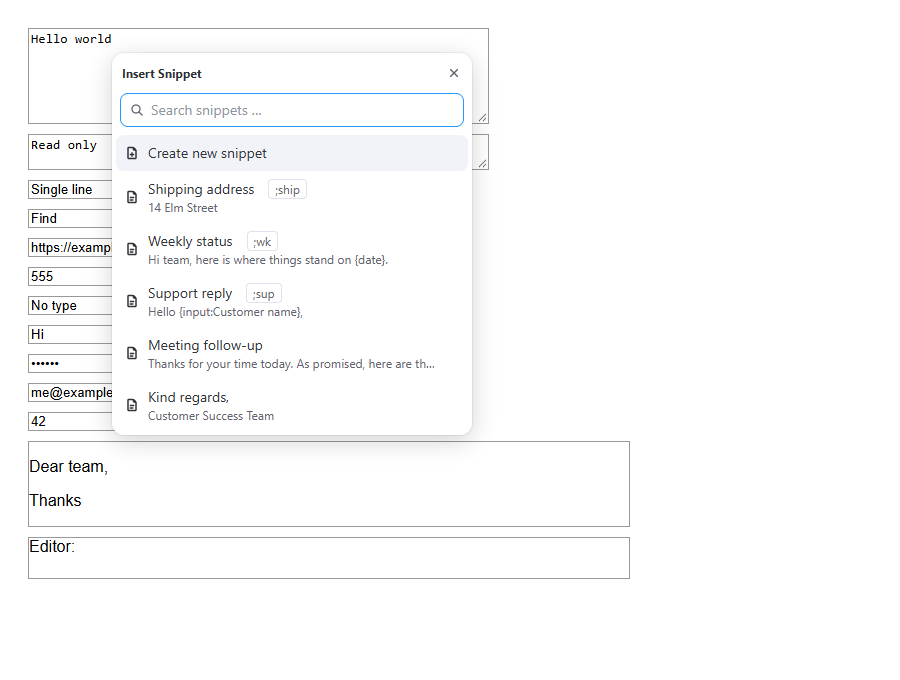 Hello world
Insert Snippet
Search snippets ...
Read only
Create new snippet
Single line
Shipping address ;ship
14 Elm Street
Find
Weekly status ;wk
https://examp
Hi team, here is where things stand on {date}.
555
Support reply ;sup
No type
Hello {input:Customer name},
Hi
Meeting follow-up
••••••
Thanks for your time today. As promised, here are th...
me@example
Kind regards,
42
Customer Success Team
Dear team,
Thanks
Editor: